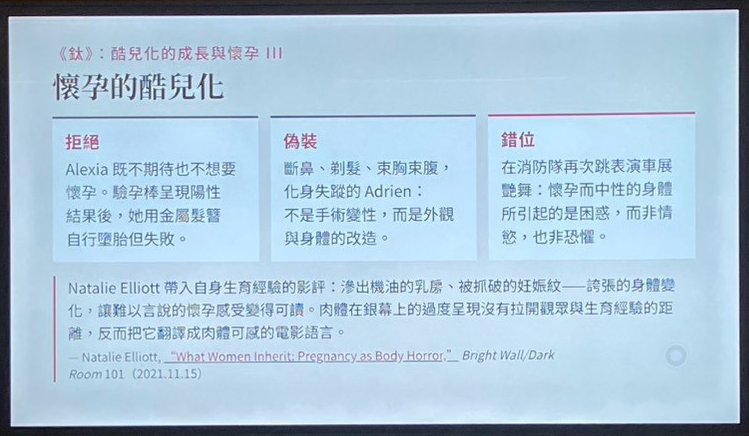 《鈦》：酷兒化的成長與懷孕 III
懷孕的酷兒化
拒絕
Alexia 既不期待也不想要
懷孕。驗孕棒呈現陽性
結果後，她用金屬髮簪
自行墮胎但失敗。
偽裝
斷鼻、剃髮、束胸束腹，
化身失蹤的 Adrien：
不是手術變性，而是外觀
與身體的改造。
錯位
在消防隊再次跳表演車展
艷舞：懷孕而中性的身體
所引起的是困惑，而非情
慾，也非恐懼。
Natalie Elliott 帶入自身生育經驗的影評：滲出機油的乳房、被抓破的妊娠紋——誇張的身體變
化，讓難以言說的懷孕感受變得可讀。肉體在銀幕上的過度呈現沒有拉開觀眾與生育經驗的距
離，反而把它翻譯成肉體可感的電影語言。
— Natalie Elliott, “What Women Inherit: Pregnancy as Body Horror,” Bright Wall/Dark
Room 101（2021.11.15）